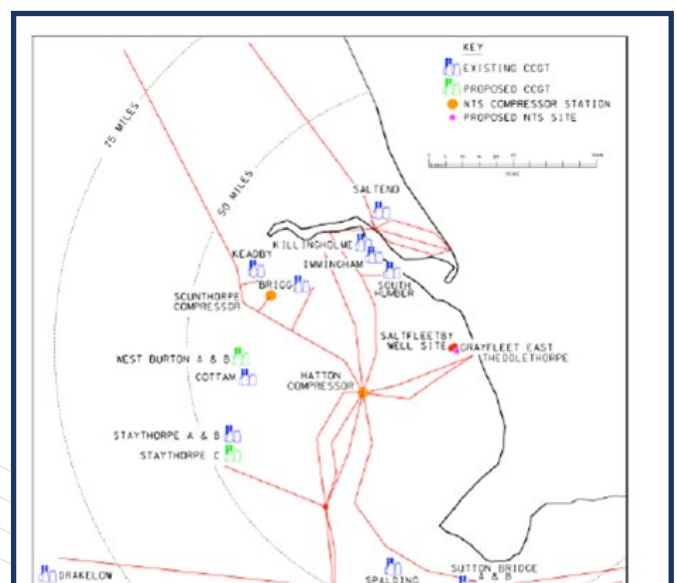 KEY
EXISTING CCGT
PROPOSED CCGT
NTS COMPRESSOR STATION
PROPOSED NTS SITE
75 MILES
50 MILES
SALTEND
KILLINGHOLME
KEADBY
IMMINGHAM
BRIGG
SOUTH
HUMBER
SCUNTHORPE
COMPRESSOR
SALTFLEETBY
WELL SITE
GRAYFLEET EAST
THEDDLETHORPE
WEST BURTON A & B
COTTAM
HATTON
COMPRESSOR
STAYTHORPE A & B
STAYTHORPE C
DRAKELOW
SPALDING
SUTTON BRIDGE
A & B